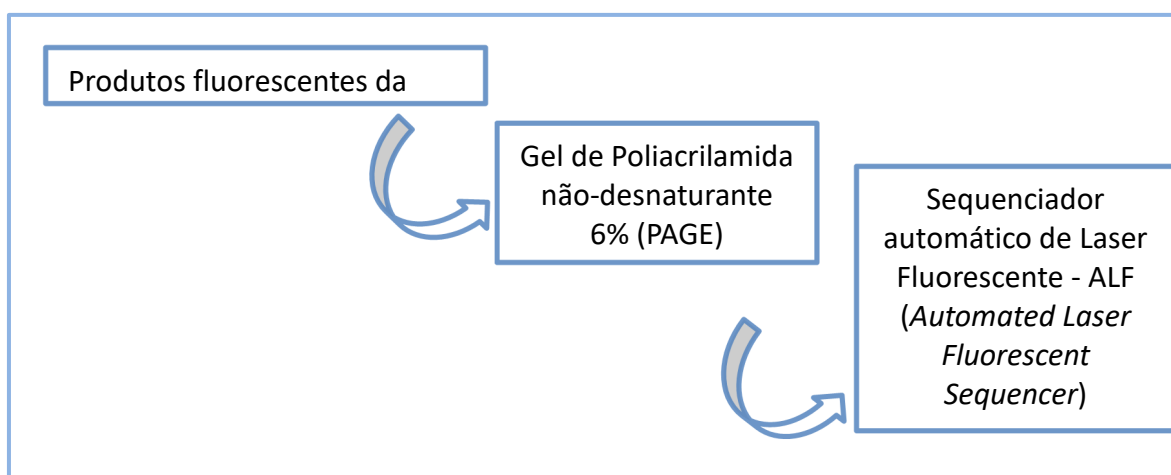 Produtos fluorescentes da
Gel de Poliacrilamida
não-desnaturante
6% (PAGE)
Sequenciador
automático de Laser
Fluorescente - ALF
(Automated Laser
Fluorescent
Sequencer)